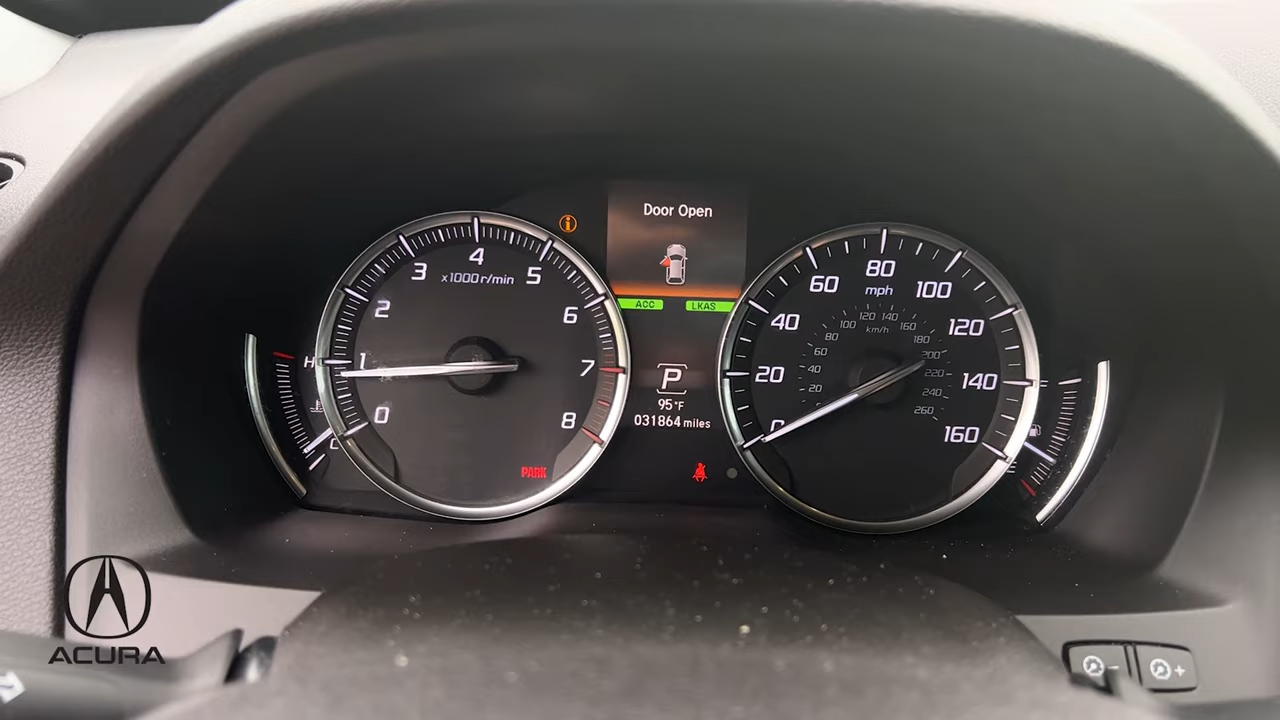 Door Open
ACC LKAS
x1000 r/min
0 1 2 3 4 5 6 7 8
H
C
PARK
P
95°F
031864 miles
mph
0 20 40 60 80 100 120 140 160
km/h
20 40 60 80 100 120 140 160 180 200 220 240 260
- +
ACURA